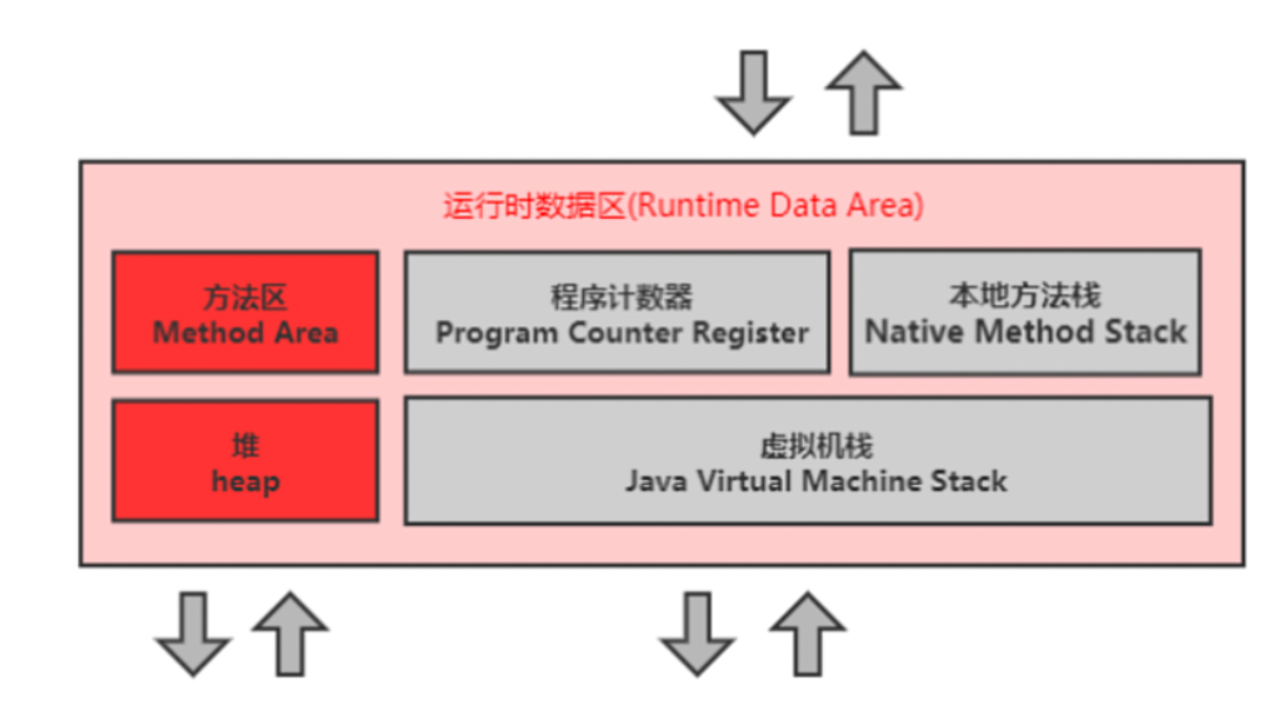 运行时数据区(Runtime Data Area)
方法区
Method Area
程序计数器
Program Counter Register
本地方法栈
Native Method Stack
堆
heap
虚拟机栈
Java Virtual Machine Stack